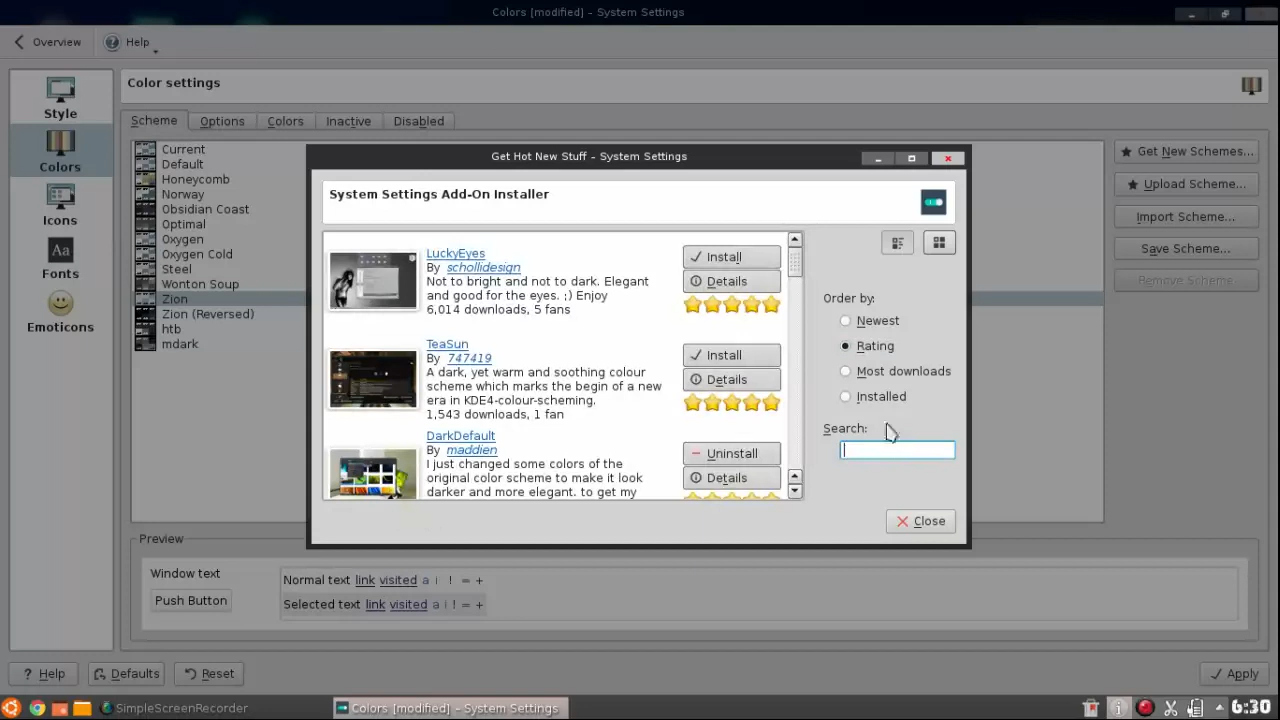 Colors [modified] - System Settings
Overview
Help
Color settings
Style
Colors
Icons
Aa
Fonts
Emoticons
Scheme
Options
Colors
Inactive
Disabled
Current
Default
Honeycomb
Norway
Obsidian Coast
Optimal
Oxygen
Oxygen Cold
Steel
Wonton Soup
Zion
Zion (Reversed)
htb
mdark
Get New Schemes...
Upload Scheme...
Import Scheme...
Save Scheme...
Remove Scheme
Get Hot New Stuff - System Settings
System Settings Add-On Installer
LuckyEyes
By schollidesign
Not to bright and not to dark. Elegant
and good for the eyes. ;) Enjoy
6,014 downloads, 5 fans
Install
Details
TeaSun
By 747419
A dark, yet warm and soothing colour
scheme which marks the begin of a new
era in KDE4-colour-scheming.
1,543 downloads, 1 fan
Install
Details
DarkDefault
By maddien
I just changed some colors of the
original color scheme to make it look
darker and more elegant. to get my
Uninstall
Details
Order by:
Newest
Rating
Most downloads
Installed
Search:
Close
Preview
Window text
Push Button
Normal text link visited a i ! = +
Selected text link visited a i ! = +
Help
Defaults
Reset
Apply
SimpleScreenRecorder
Colors [modified] - System Settings
6:30